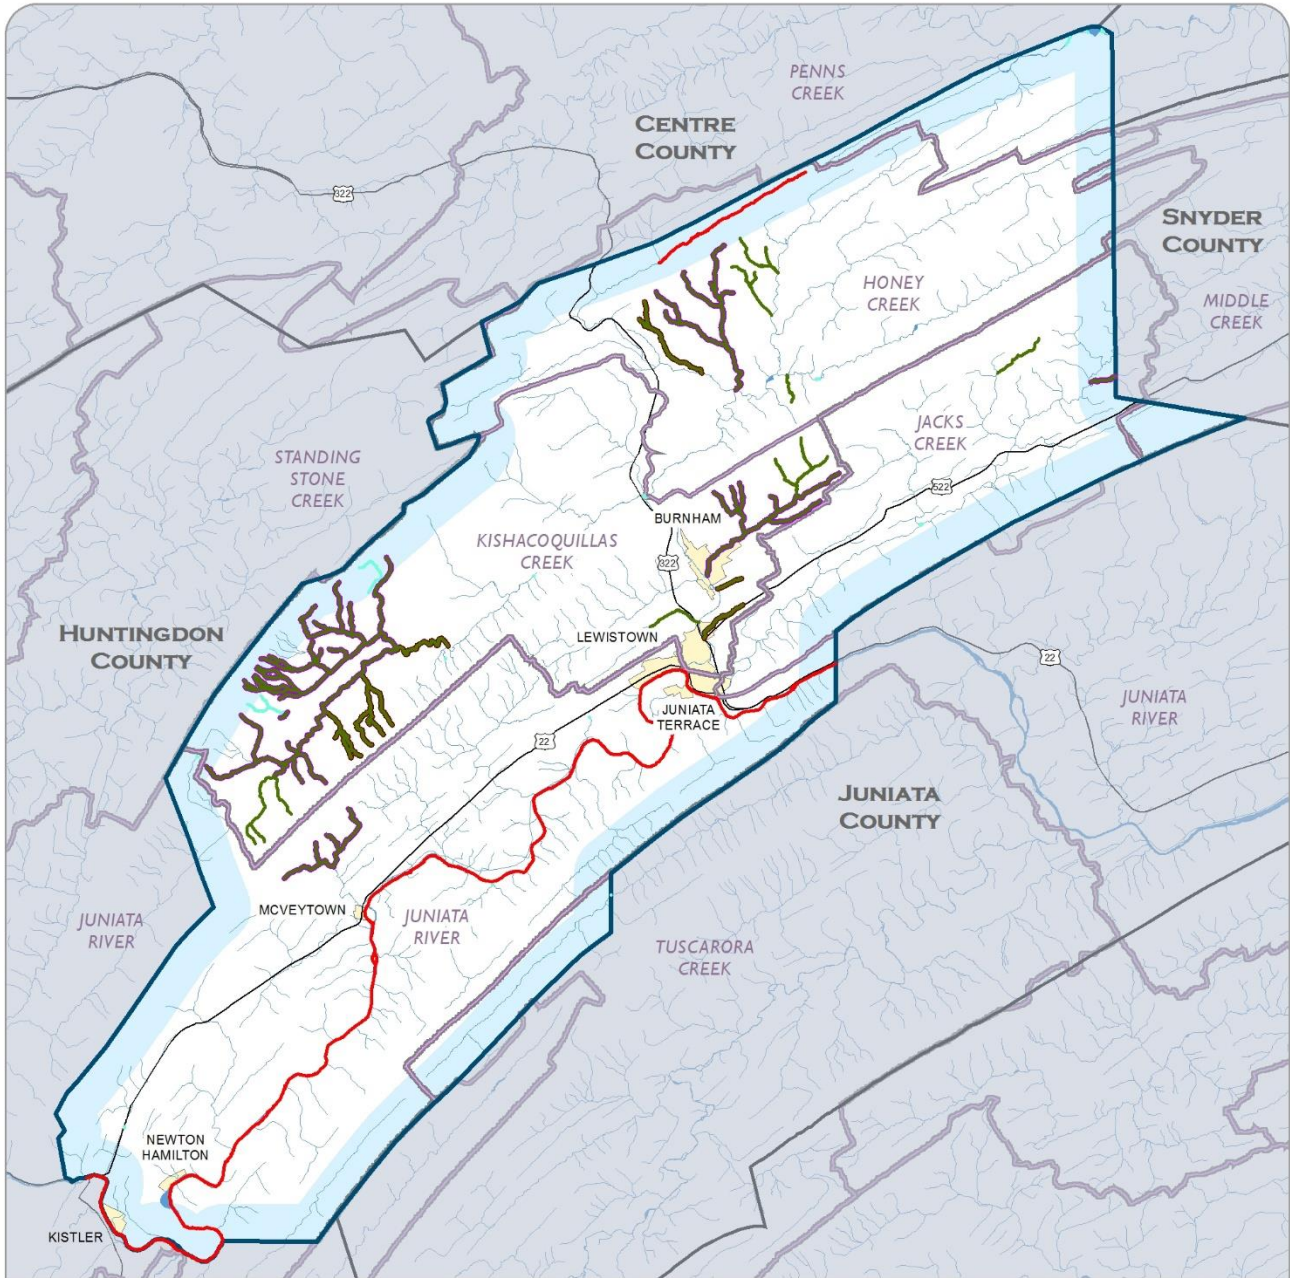 PENNS
CREEK
CENTRE
COUNTY
322
SNYDER
COUNTY
HONEY
CREEK
MIDDLE
CREEK
JACKS
CREEK
STANDING
STONE
CREEK
522
BURNHAM
KISHACOQUILLAS
CREEK
322
HUNTINGDON
COUNTY
LEWISTOWN
22
JUNIATA
TERRACE
JUNIATA
RIVER
22
JUNIATA
COUNTY
MCVEYTOWN
JUNIATA
RIVER
JUNIATA
RIVER
TUSCARORA
CREEK
NEWTON
HAMILTON
KISTLER